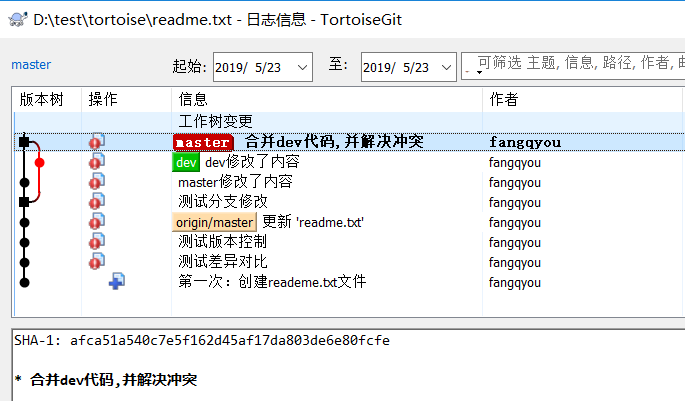 D:\test\tortoise\readme.txt - 日志信息 - TortoiseGit
master 起始: 2019/ 5/23 至: 2019/ 5/23 可筛选 主题, 信息, 路径, 作者,
版本树 操作 信息 作者
工作树变更
master 合并dev代码,并解决冲突 fangqyou
dev dev修改了内容 fangqyou
master修改了内容 fangqyou
测试分支修改 fangqyou
origin/master 更新 'readme.txt' fangqyou
测试版本控制 fangqyou
测试差异对比 fangqyou
第一次：创建reademe.txt文件 fangqyou
SHA-1: afca51a540c7e5f162d45af17da803de6e80fcfe
* 合并dev代码,并解决冲突